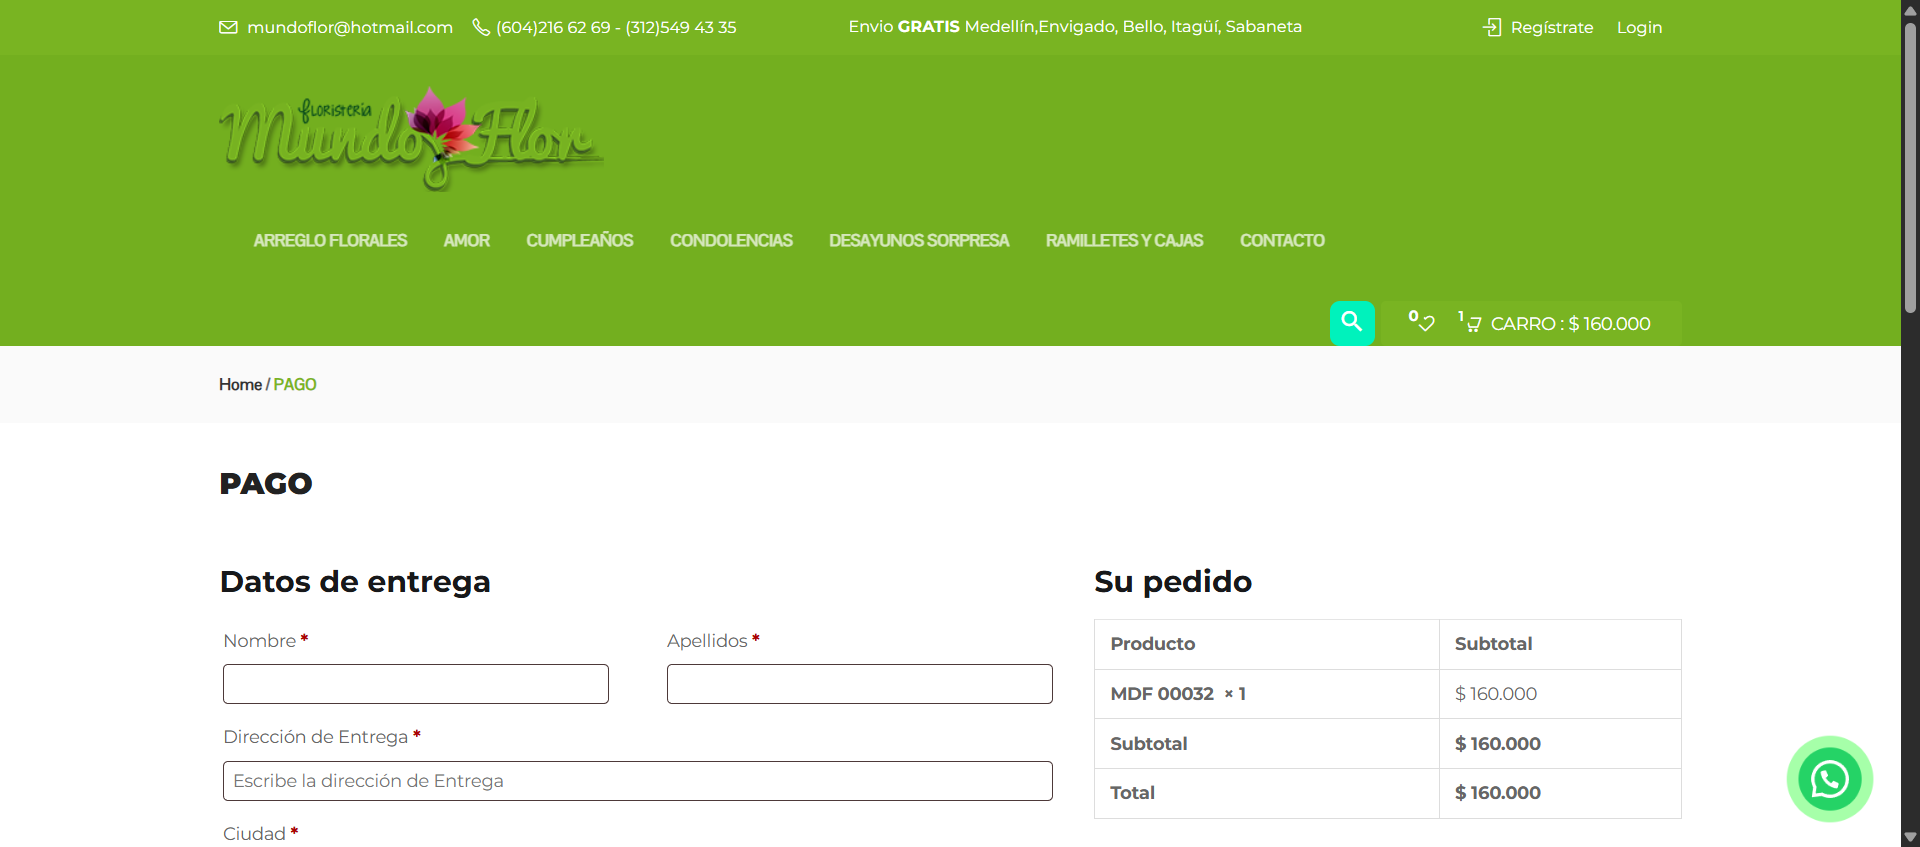 mundoflor@hotmail.com (604)216 62 69 - (312)549 43 35 Envio GRATIS Medellín,Envigado, Bello, Itagüí, Sabaneta Regístrate Login
floristeria
Mundo Flor
ARREGLO FLORALES AMOR CUMPLEAÑOS CONDOLENCIAS DESAYUNOS SORPRESA RAMILLETES Y CAJAS CONTACTO
0 1 CARRO : $ 160.000
Home / PAGO
PAGO
Datos de entrega
Nombre *
Apellidos *
Dirección de Entrega *
Escribe la dirección de Entrega
Ciudad *
Su pedido
Producto Subtotal
MDF 00032 × 1 $ 160.000
Subtotal $ 160.000
Total $ 160.000